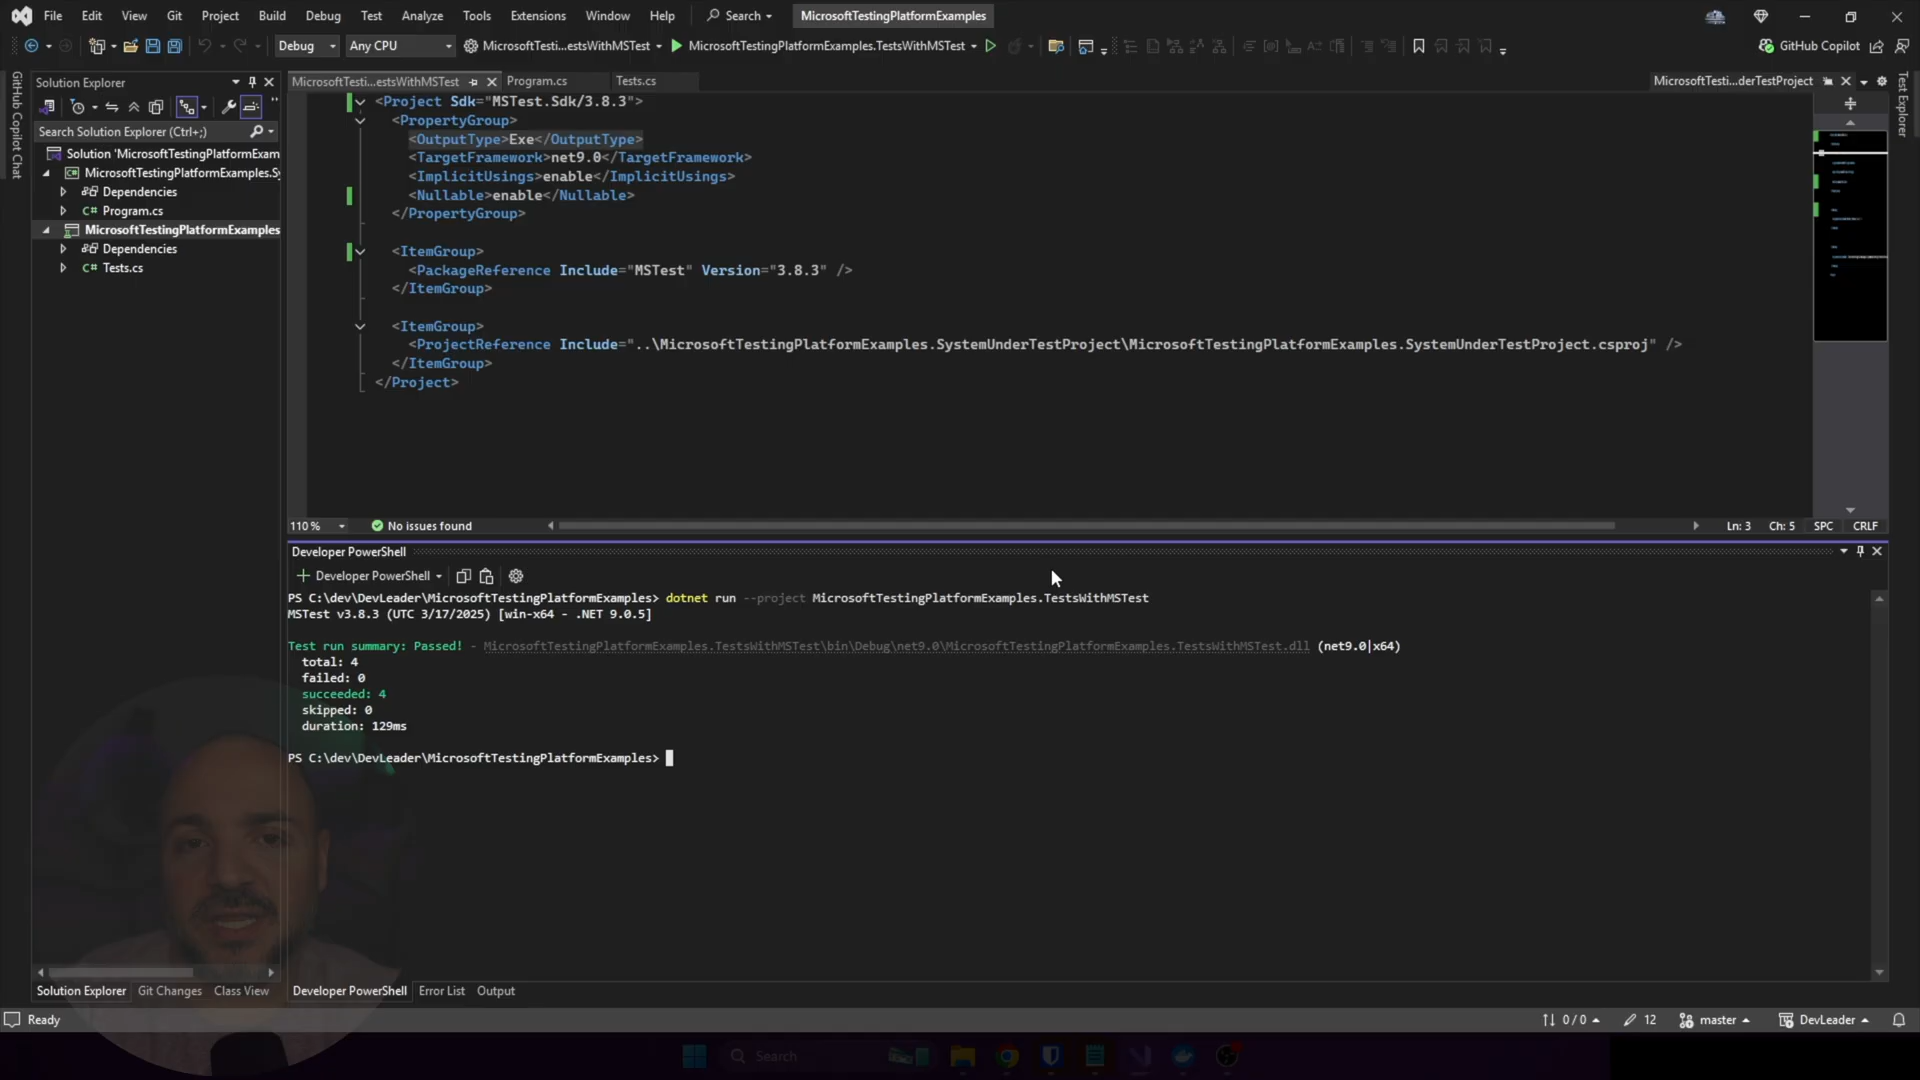 File Edit View Git Project Build Debug Test Analyze Tools Extensions Window Help Search MicrosoftTestingPlatformExamples
Debug Any CPU MicrosoftTesti...estsWithMSTest MicrosoftTestingPlatformExamples.TestsWithMSTest GitHub Copilot
GitHub Copilot Chat
Solution Explorer
Search Solution Explorer (Ctrl+;)
Solution 'MicrosoftTestingPlatformExam
MicrosoftTestingPlatformExamples.Sy
Dependencies
C# Program.cs
MicrosoftTestingPlatformExamples
Dependencies
C# Tests.cs
Solution Explorer Git Changes Class View
MicrosoftTesti...estsWithMSTest Program.cs Tests.cs MicrosoftTesti...derTestProject
<Project Sdk="MSTest.Sdk/3.8.3">
<PropertyGroup>
<OutputType>Exe</OutputType>
<TargetFramework>net9.0</TargetFramework>
<ImplicitUsings>enable</ImplicitUsings>
<Nullable>enable</Nullable>
</PropertyGroup>
<ItemGroup>
<PackageReference Include="MSTest" Version="3.8.3" />
</ItemGroup>
<ItemGroup>
<ProjectReference Include="..\MicrosoftTestingPlatformExamples.SystemUnderTestProject\MicrosoftTestingPlatformExamples.SystemUnderTestProject.csproj" />
</ItemGroup>
</Project>
110 % No issues found Ln: 3 Ch: 5 SPC CRLF
Developer PowerShell
Developer PowerShell
PS C:\dev\DevLeader\MicrosoftTestingPlatformExamples> dotnet run --project MicrosoftTestingPlatformExamples.TestsWithMSTest
MSTest v3.8.3 (UTC 3/17/2025) [win-x64 - .NET 9.0.5]
Test run summary: Passed! - MicrosoftTestingPlatformExamples.TestsWithMSTest\bin\Debug\net9.0\MicrosoftTestingPlatformExamples.TestsWithMSTest.dll (net9.0|x64)
total: 4
failed: 0
succeeded: 4
skipped: 0
duration: 129ms
PS C:\dev\DevLeader\MicrosoftTestingPlatformExamples>
Developer PowerShell Error List Output
Test Explorer
Ready 0 / 0 12 master DevLeader
Search